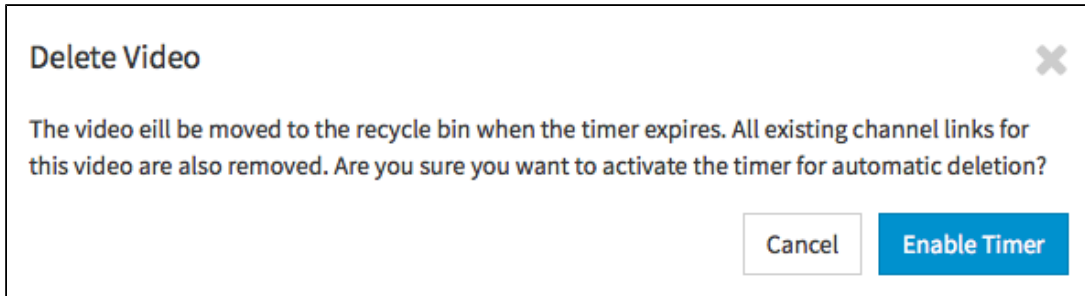 Delete Video
The video eill be moved to the recycle bin when the timer expires. All existing channel links for
this video are also removed. Are you sure you want to activate the timer for automatic deletion?
Cancel Enable Timer